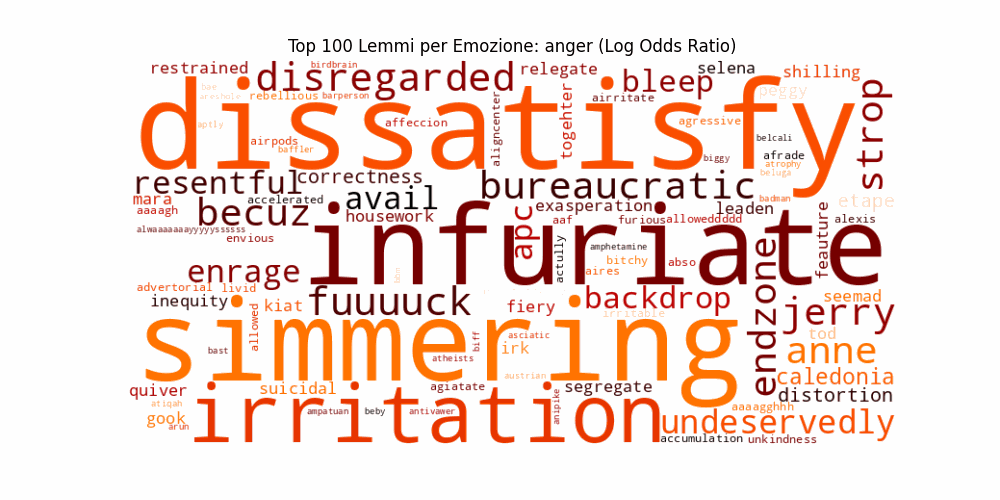 Top 100 Lemmi per Emozione: anger (Log Odds Ratio)
restrained
birdbrain
disregarded
relegate
bleep
selena
shilling
bae
areshole
rebellious
barperson
airritate
peggy
dissatisfy
strop
aptly
affeccion
aligncenter
togehter
agressive
airpods
baffler
belcali
biggy
afrade
atrophy
beluga
resentful
correctness
bureaucratic
mara
accelerated
avail
badman
etape
aaaagh
becuz
housework
apc
exasperation
leaden
aaf
furious
alloweddddd
feauture
alexis
alwaaaaaayyyyyssssss
envious
infuriate
actully
amphetamine
bitchy
abso
enrage
aires
endzone
advertorial
livid
inequity
kiat
fuuuuck
fiery
backdrop
seemad
jerry
irritable
allowed
simmering
asciatic
biff
irk
tod
anne
bast
atheists
austrian
caledonia
quiver
suicidal
agiatate
segregate
distortion
atiqah
gook
arun
irritation
ampatuan
beby
antivawer
anipike
aaaagghhh
undeservedly
accumulation
unkindness